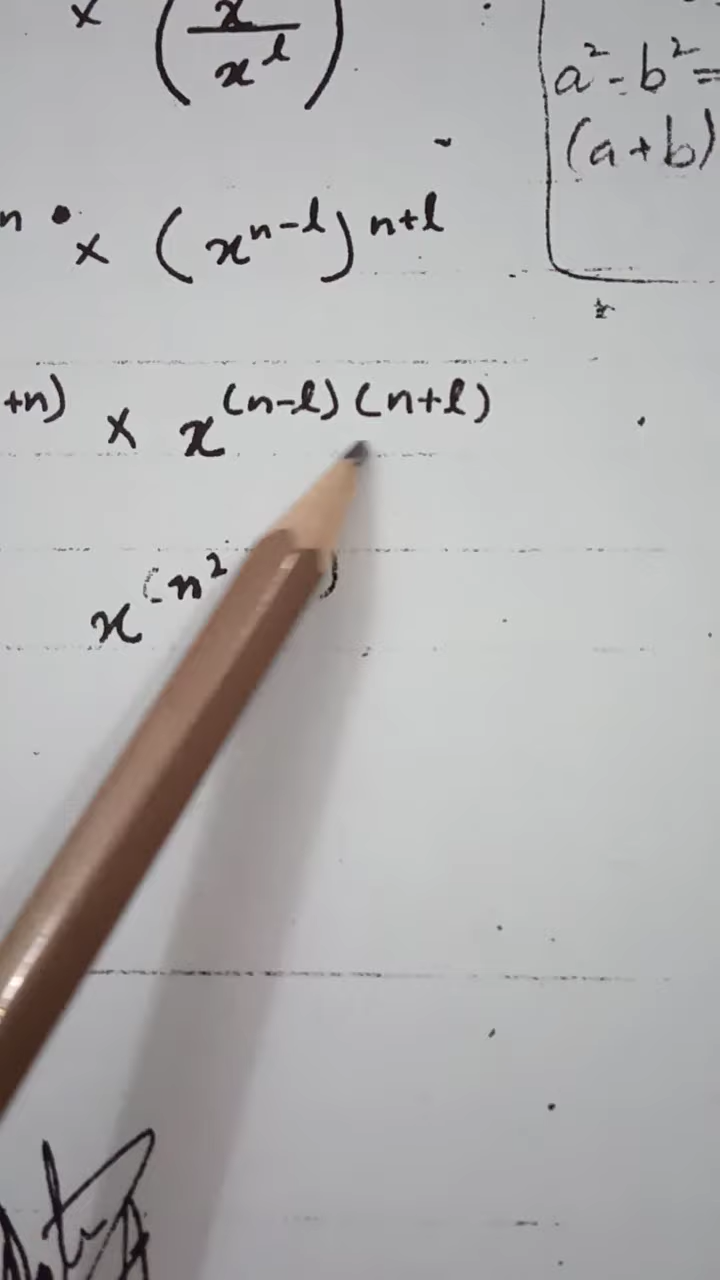 × (x / x^l)
a² - b² =
(a+b)
n × (x^{n-l})^{n+l}
+n) × x^{(n-l)(n+l)}
x^{(n² )}